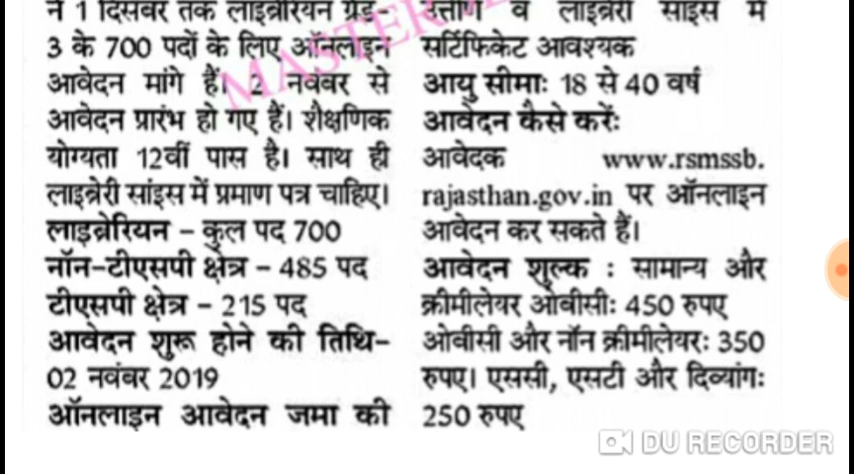 ने 1 दिसंबर तक लाइब्रेरियन ग्रेड-
3 के 700 पदों के लिए ऑनलाइन
आवेदन मांगे हैं। 2 नवंबर से
आवेदन प्रारंभ हो गए हैं। शैक्षणिक
योग्यता 12वीं पास है। साथ ही
लाइब्रेरी सांइस में प्रमाण पत्र चाहिए।
लाइब्रेरियन – कुल पद 700
नॉन-टीएसपी क्षेत्र – 485 पद
टीएसपी क्षेत्र – 215 पद
आवेदन शुरू होने की तिथि-
02 नवंबर 2019
ऑनलाइन आवेदन जमा की
व लाइब्रेरी साइंस में
सर्टिफिकेट आवश्यक
आयु सीमाः 18 से 40 वर्ष
आवेदन कैसे करेंः
आवेदक www.rsmssb.
rajasthan.gov.in पर ऑनलाइन
आवेदन कर सकते हैं।
आवेदन शुल्क : सामान्य और
क्रीमीलेयर ओबीसीः 450 रुपए
ओबीसी और नॉन क्रीमीलेयरः 350
रुपए। एससी, एसटी और दिव्यांगः
250 रुपए
MASTER
DU RECORDER